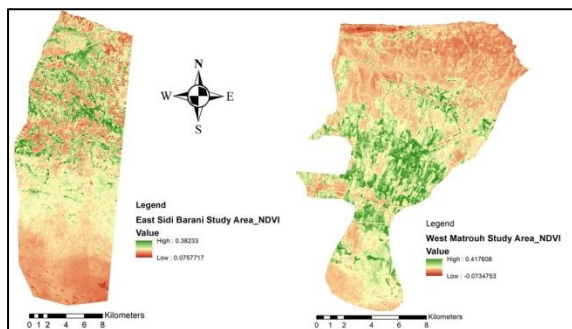 N
W E
S
Legend
East Sidi Barani Study Area_NDVI
Value
High : 0.38233
Low : 0.0757717
Kilometers
0 1 2 4 6 8
Legend
West Matrouh Study Area_NDVI
Value
High : 0.417608
Low : -0.0734753
Kilometers
0 1 2 4 6 8